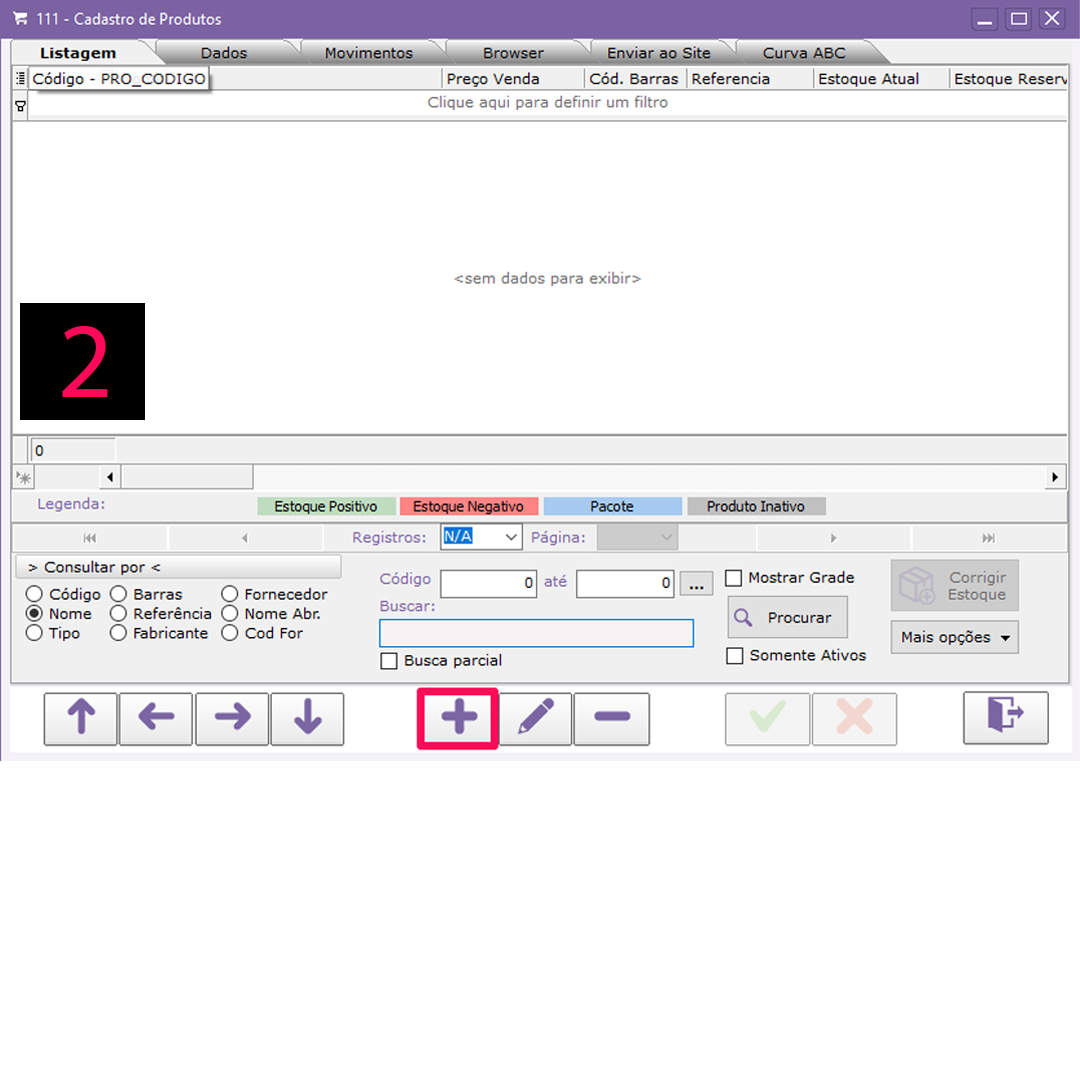 111 - Cadastro de Produtos
Listagem Dados Movimentos Browser Enviar ao Site Curva ABC
Código - PRO_CODIGO Preço Venda Cód. Barras Referencia Estoque Atual Estoque Reserv
Clique aqui para definir um filtro
<sem dados para exibir>
2
0
Legenda: Estoque Positivo Estoque Negativo Pacote Produto Inativo
Registros: N/A Página:
> Consultar por <
Código Barras Fornecedor
Nome Referência Nome Abr.
Tipo Fabricante Cod For
Código 0 até 0 ...
Buscar:
Busca parcial
Mostrar Grade
Procurar
Somente Ativos
Corrigir
Estoque
Mais opções